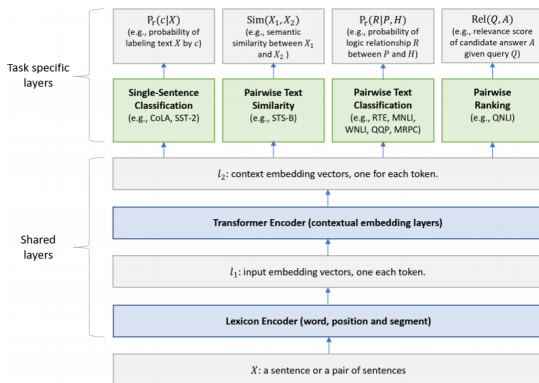 Pr(c|X)
(e.g., probability of
labeling text X by c)
Sim(X1, X2)
(e.g., semantic
similarity between X1
and X2 )
Pr(R|P, H)
(e.g., probability of
logic relationship R
between P and H)
Rel(Q, A)
(e.g., relevance score
of candidate answer A
given query Q)
Task specific
layers
Single-Sentence
Classification
(e.g., CoLA, SST-2)
Pairwise Text
Similarity
(e.g., STS-B)
Pairwise Text
Classification
(e.g., RTE, MNLI,
WNLI, QQP, MRPC)
Pairwise
Ranking
(e.g., QNLI)
Shared
layers
l2: context embedding vectors, one for each token.
Transformer Encoder (contextual embedding layers)
l1: input embedding vectors, one each token.
Lexicon Encoder (word, position and segment)
X: a sentence or a pair of sentences